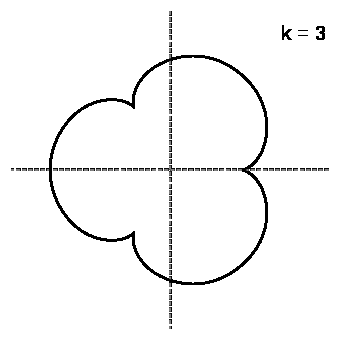 k = 3